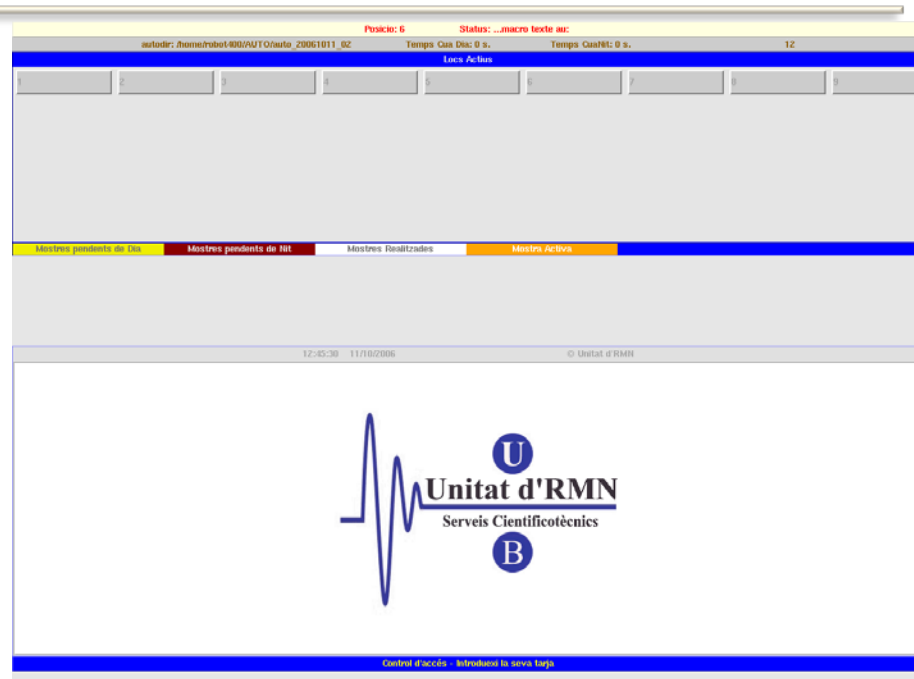 Posicio: 6 Status: ...macro texte au:
autodir: /home/robot400/AUTO/auto_20061011_02 Temps Cua Dia: 0 s. Temps CuaNit: 0 s. 12
Locs Actius
1 2 3 4 5 6 7 8 9
Mostres pendents de Dia Mostres pendents de Nit Mostres Realitzades Mostra Activa
12:45:30 11/10/2006 © Unitat d'RMN
U
Unitat d'RMN
Serveis Cientificotècnics
B
Control d'accés - Introduexi la seva tarja